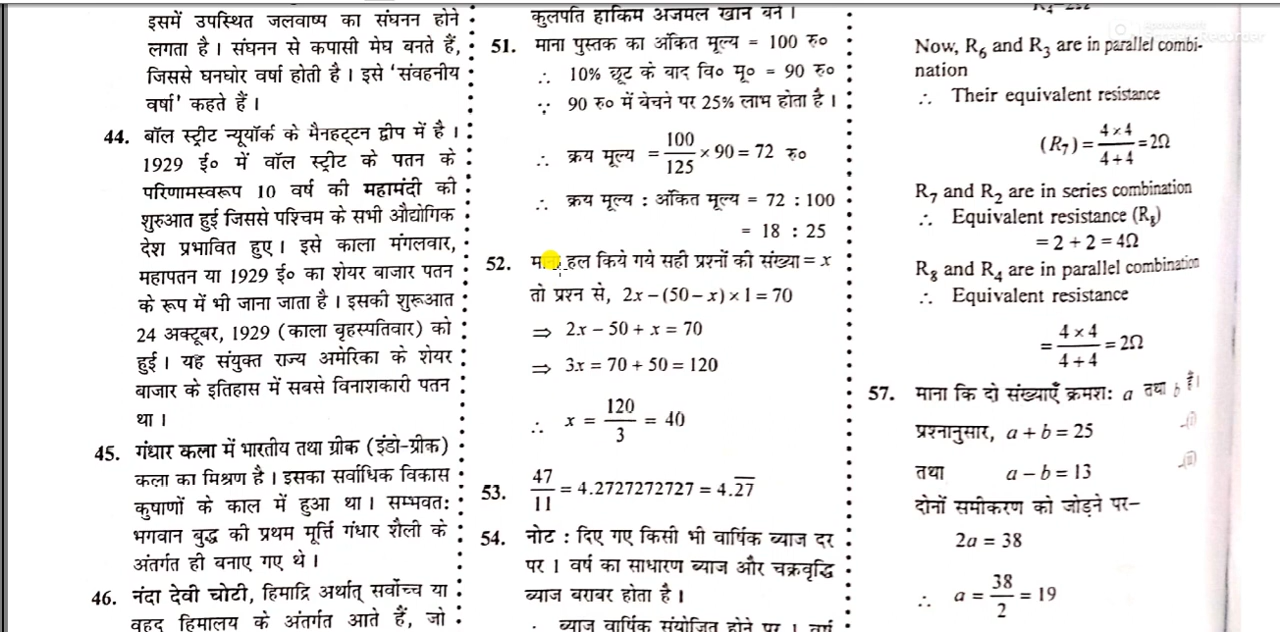 इसमें उपस्थित जलवाष्प का संघनन होने
लगता है। संघनन से कपासी मेघ बनते हैं,
जिससे घनघोर वर्षा होती है। इसे 'संवहनीय
वर्षा' कहते हैं।
44. वॉल स्ट्रीट न्यूयॉर्क के मैनहट्टन द्वीप में है।
1929 ई० में वॉल स्ट्रीट के पतन के
परिणामस्वरूप 10 वर्ष की महामंदी की
शुरुआत हुई जिससे पश्चिम के सभी औद्योगिक
देश प्रभावित हुए। इसे काला मंगलवार,
महापतन या 1929 ई० का शेयर बाजार पतन
के रूप में भी जाना जाता है। इसकी शुरूआत
24 अक्टूबर, 1929 (काला बृहस्पतिवार) को
हुई। यह संयुक्त राज्य अमेरिका के शेयर
बाजार के इतिहास में सबसे विनाशकारी पतन
था।
45. गंधार कला में भारतीय तथा ग्रीक (इंडो-ग्रीक)
कला का मिश्रण है। इसका सर्वाधिक विकास
कुषाणों के काल में हुआ था। सम्भवतः
भगवान बुद्ध की प्रथम मूर्त्ति गंधार शैली के
अंतर्गत ही बनाए गए थे।
46. नंदा देवी चोटी, हिमाद्रि अर्थात् सर्वोच्च या
वृहद हिमालय के अंतर्गत आते हैं, जो
कुलपति हाकिम अजमल खान बने।
51. माना पुस्तक का अंकित मूल्य = 100 रु०
∴ 10% छूट के बाद वि० मू० = 90 रु०
∵ 90 रु० में बेचने पर 25% लाभ होता है।
∴ क्रय मूल्य = 100/125 × 90 = 72 रु०
∴ क्रय मूल्य : अंकित मूल्य = 72 : 100
= 18 : 25
52. माना हल किये गये सही प्रश्नों की संख्या = x
तो प्रश्न से, 2x – (50 – x) × 1 = 70
⇒ 2x – 50 + x = 70
⇒ 3x = 70 + 50 = 120
∴ x = 120/3 = 40
53. 47/11 = 4.2727272727 = 4.2̅7̅
54. नोट : दिए गए किसी भी वार्षिक ब्याज दर
पर 1 वर्ष का साधारण ब्याज और चक्रवृद्धि
ब्याज बराबर होता है।
∴ ब्याज वार्षिक संयोजित होने पर 1 वर्ष
Now, R₆ and R₃ are in parallel combi-
nation
∴ Their equivalent resistance
(R₇) = 4 × 4/4 + 4 = 2Ω
R₇ and R₂ are in series combination
∴ Equivalent resistance (R₈)
= 2 + 2 = 4Ω
R₈ and R₄ are in parallel combination
∴ Equivalent resistance
= 4 × 4/4 + 4 = 2Ω
57. माना कि दो संख्याएँ क्रमशः a तथा b हैं।
प्रश्नानुसार, a + b = 25 –(i)
तथा a – b = 13 –(ii)
दोनों समीकरण को जोड़ने पर–
2a = 38
∴ a = 38/2 = 19